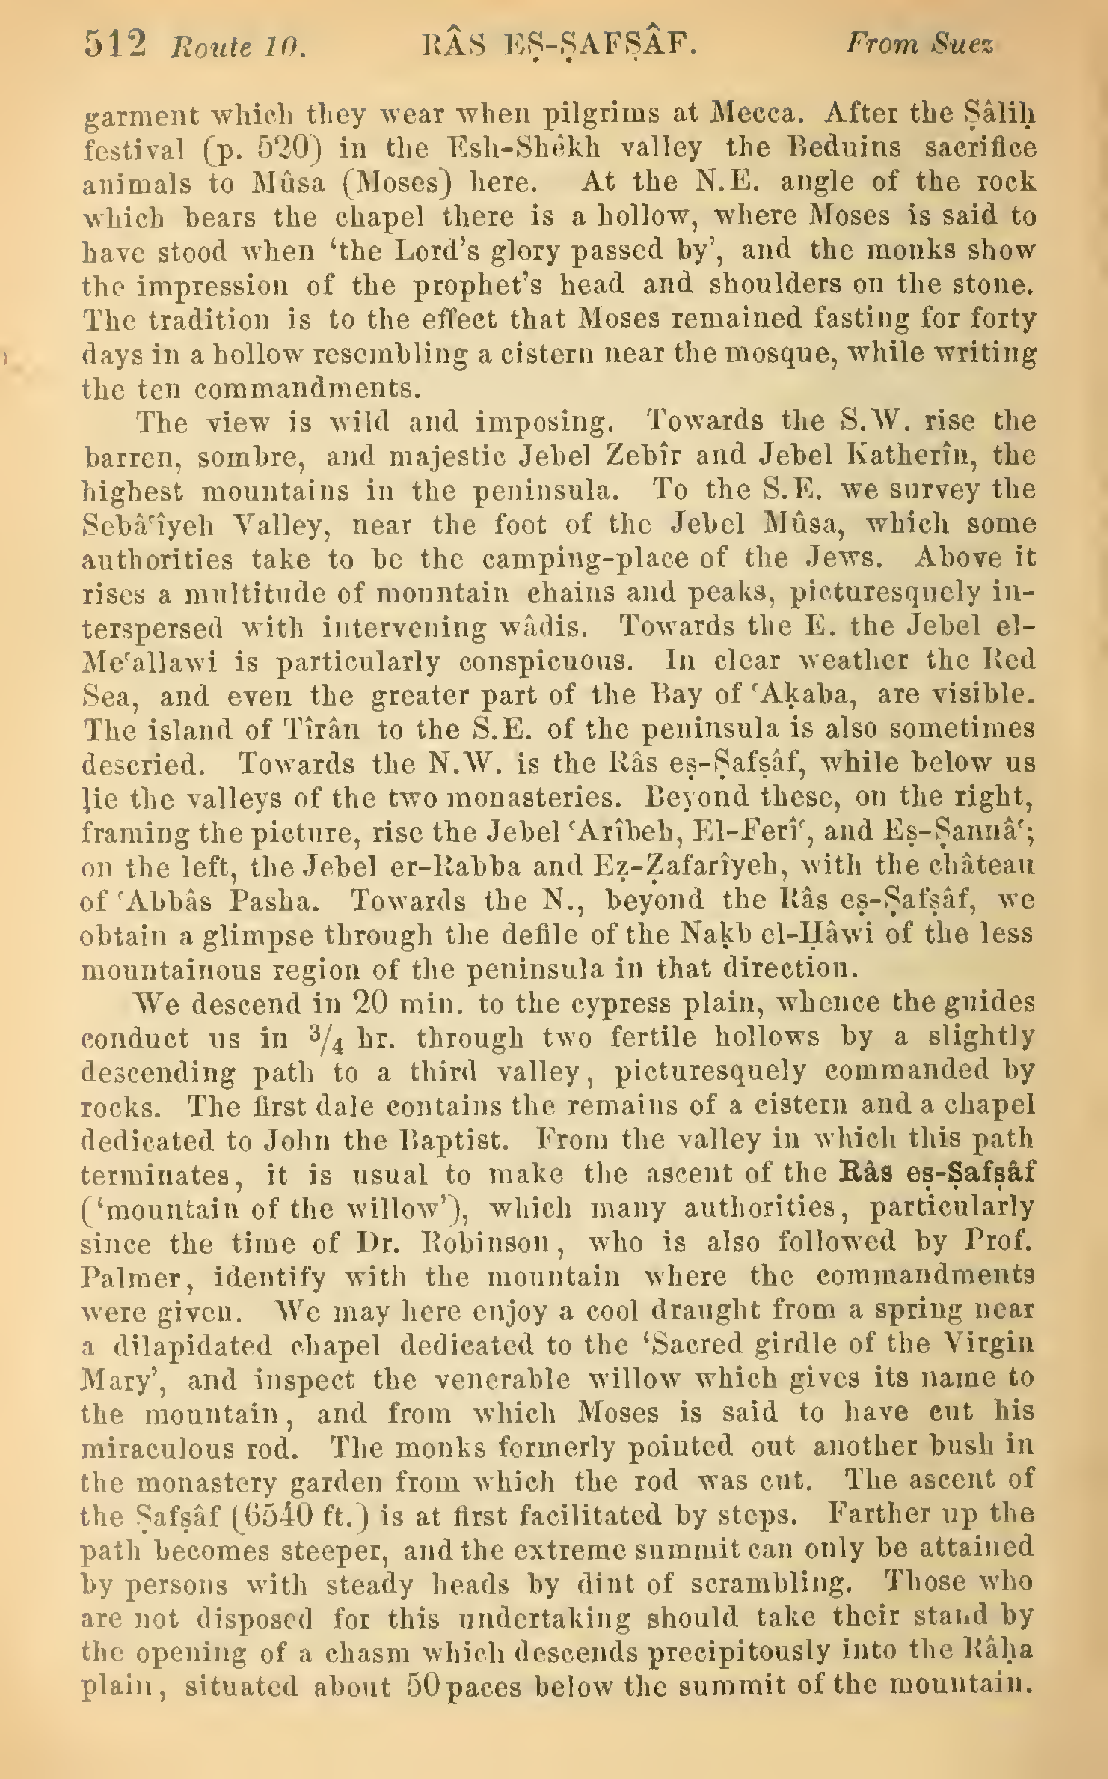 512 Route 10. RÂS EṢ-ṢAFṢÂF. From Suez
garment which they wear when pilgrims at Mecca. After the Ṣâliḥ
festival (p. 520) in the Esh-Shêkh valley the Beduins sacrifice
animals to Mûsa (Moses) here. At the N.E. angle of the rock
which bears the chapel there is a hollow, where Moses is said to
have stood when ‘the Lord’s glory passed by’, and the monks show
the impression of the prophet’s head and shoulders on the stone.
The tradition is to the effect that Moses remained fasting for forty
days in a hollow resembling a cistern near the mosque, while writing
the ten commandments.
The view is wild and imposing. Towards the S.W. rise the
barren, sombre, and majestic Jebel Zebîr and Jebel Katherîn, the
highest mountains in the peninsula. To the S.E. we survey the
Sebâʿîyeh Valley, near the foot of the Jebel Mûsa, which some
authorities take to be the camping-place of the Jews. Above it
rises a multitude of mountain chains and peaks, picturesquely in-
terspersed with intervening wâdis. Towards the E. the Jebel el-
Meʿallawi is particularly conspicuous. In clear weather the Red
Sea, and even the greater part of the Bay of ʿAḳaba, are visible.
The island of Tîrân to the S.E. of the peninsula is also sometimes
descried. Towards the N.W. is the Râs eṣ-Ṣafṣâf, while below us
lie the valleys of the two monasteries. Beyond these, on the right,
framing the picture, rise the Jebel ʿArîbeh, El-Ferîʿ, and Eṣ-Ṣannâʿ;
on the left, the Jebel er-Rabba and Eẓ-Ẓafarîyeh, with the château
of ʿAbbâs Pasha. Towards the N., beyond the Râs eṣ-Ṣafṣâf, we
obtain a glimpse through the defile of the Naḳb el-Ḥâwi of the less
mountainous region of the peninsula in that direction.
We descend in 20 min. to the cypress plain, whence the guides
conduct us in 3/4 hr. through two fertile hollows by a slightly
descending path to a third valley, picturesquely commanded by
rocks. The first dale contains the remains of a cistern and a chapel
dedicated to John the Baptist. From the valley in which this path
terminates, it is usual to make the ascent of the Râs eṣ-Ṣafṣâf
(‘mountain of the willow’), which many authorities, particularly
since the time of Dr. Robinson, who is also followed by Prof.
Palmer, identify with the mountain where the commandments
were given. We may here enjoy a cool draught from a spring near
a dilapidated chapel dedicated to the ‘Sacred girdle of the Virgin
Mary’, and inspect the venerable willow which gives its name to
the mountain, and from which Moses is said to have cut his
miraculous rod. The monks formerly pointed out another bush in
the monastery garden from which the rod was cut. The ascent of
the Ṣafṣâf (6540 ft.) is at first facilitated by steps. Farther up the
path becomes steeper, and the extreme summit can only be attained
by persons with steady heads by dint of scrambling. Those who
are not disposed for this undertaking should take their stand by
the opening of a chasm which descends precipitously into the Râḥa
plain, situated about 50 paces below the summit of the mountain.